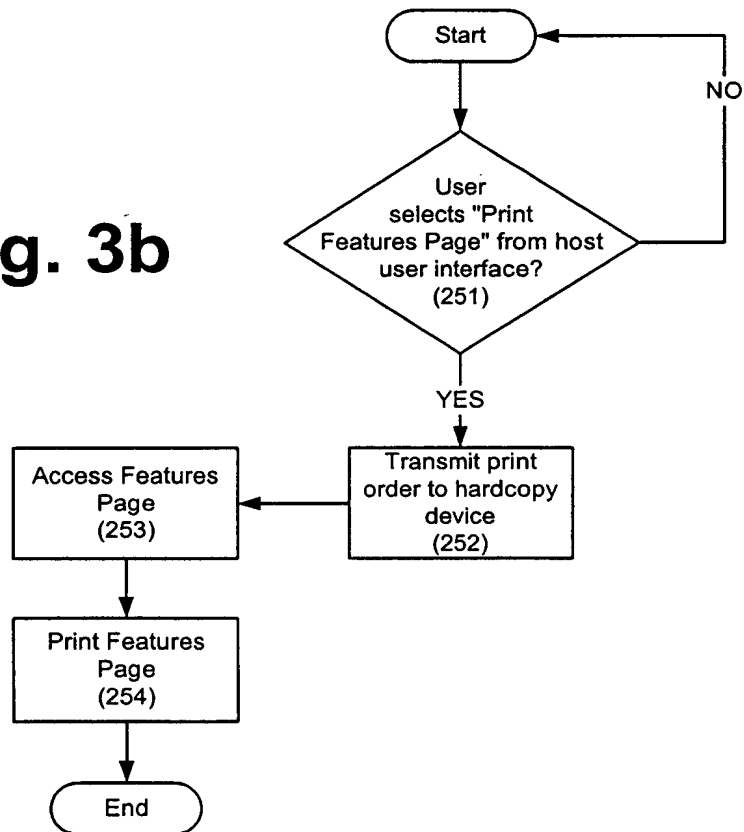 Start
NO
User
selects "Print
Features Page" from host
user interface?
(251)
g. 3b
YES
Transmit print
order to hardcopy
device
(252)
Access Features
Page
(253)
Print Features
Page
(254)
End